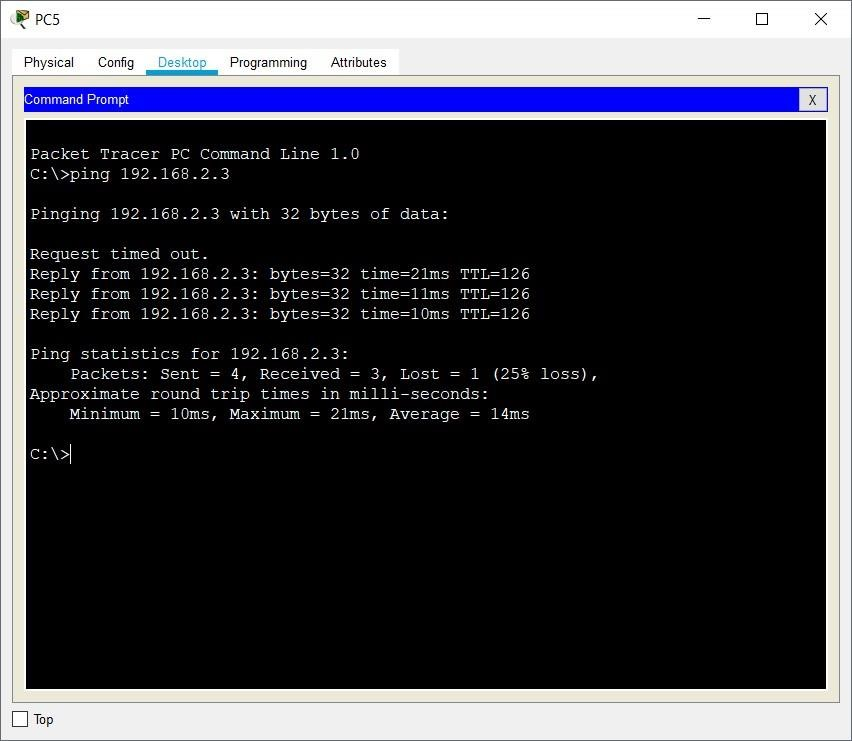 PC5
Physical Config Desktop Programming Attributes
Command Prompt X
Packet Tracer PC Command Line 1.0
C:\>ping 192.168.2.3
Pinging 192.168.2.3 with 32 bytes of data:
Request timed out.
Reply from 192.168.2.3: bytes=32 time=21ms TTL=126
Reply from 192.168.2.3: bytes=32 time=11ms TTL=126
Reply from 192.168.2.3: bytes=32 time=10ms TTL=126
Ping statistics for 192.168.2.3:
Packets: Sent = 4, Received = 3, Lost = 1 (25% loss),
Approximate round trip times in milli-seconds:
Minimum = 10ms, Maximum = 21ms, Average = 14ms
C:\>
Top